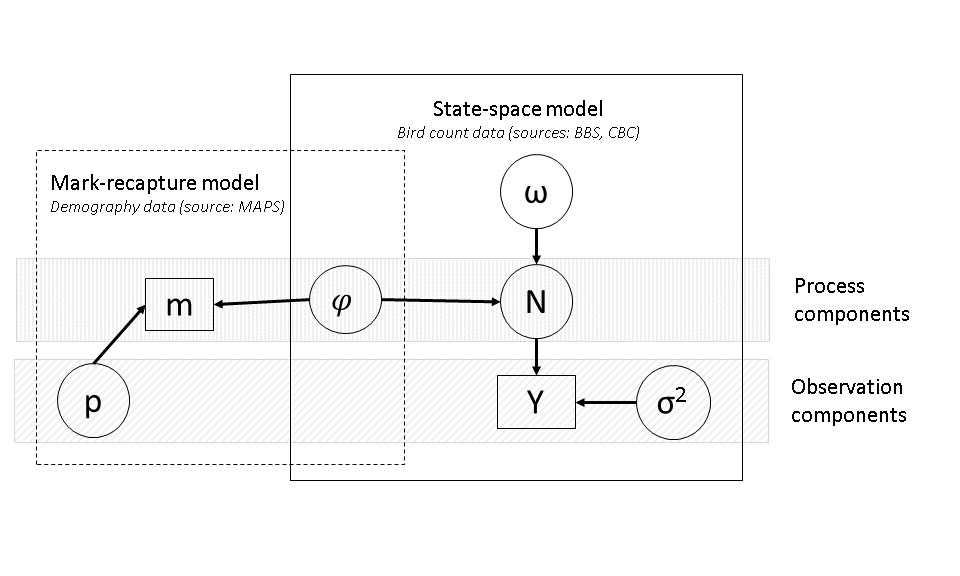 State-space model
Bird count data (sources: BBS, CBC)
Mark-recapture model
Demography data (source: MAPS)
ω
m
φ
N
Process
components
p
Y
σ²
Observation
components